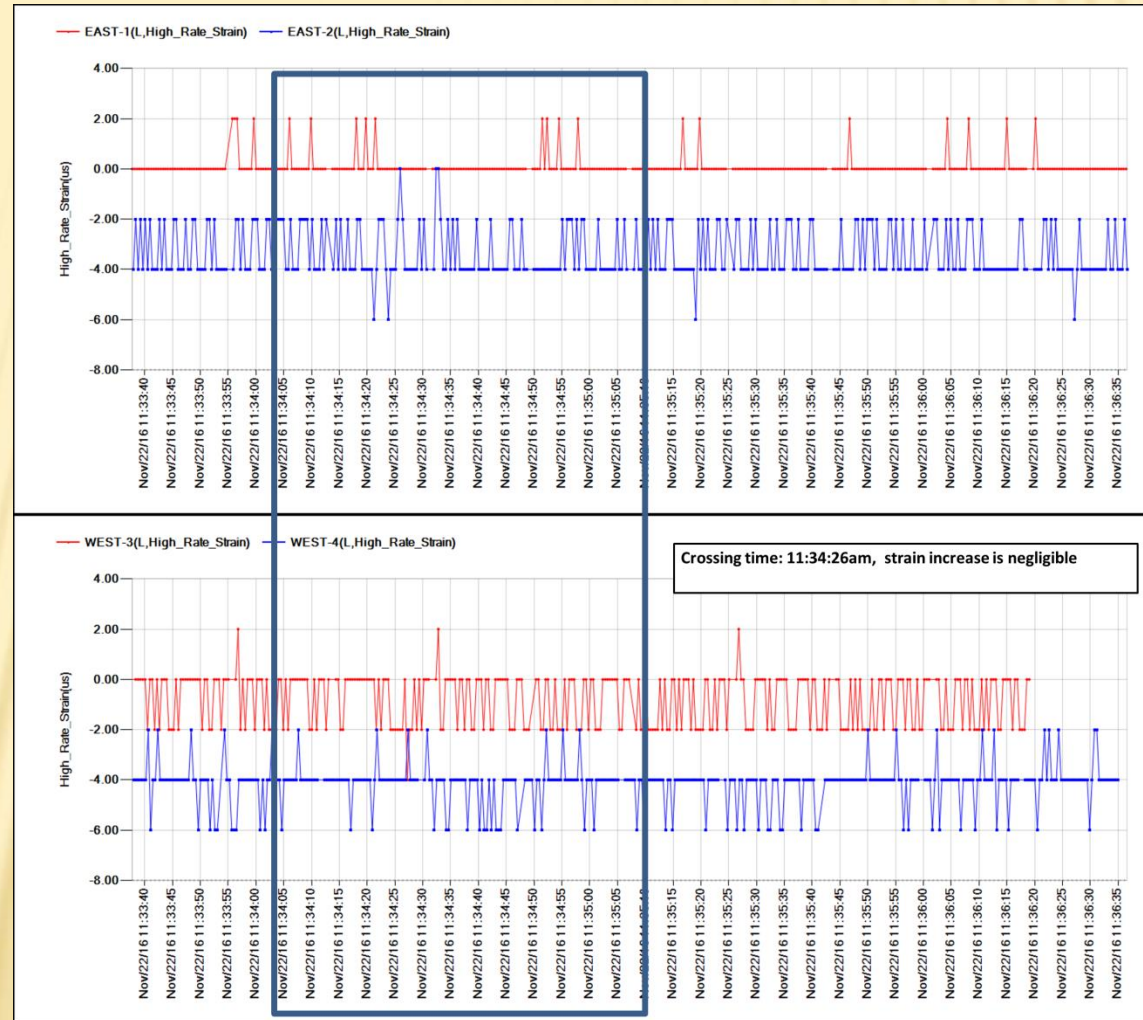 EAST-1(L,High_Rate_Strain) EAST-2(L,High_Rate_Strain)
4.00
2.00
0.00
-2.00
-4.00
-6.00
-8.00
High_Rate_Strain(us)
Nov/22/16 11:33:40
Nov/22/16 11:33:45
Nov/22/16 11:33:50
Nov/22/16 11:33:55
Nov/22/16 11:34:00
Nov/22/16 11:34:05
Nov/22/16 11:34:10
Nov/22/16 11:34:15
Nov/22/16 11:34:20
Nov/22/16 11:34:25
Nov/22/16 11:34:30
Nov/22/16 11:34:35
Nov/22/16 11:34:40
Nov/22/16 11:34:45
Nov/22/16 11:34:50
Nov/22/16 11:34:55
Nov/22/16 11:35:00
Nov/22/16 11:35:05
Nov/22/16 11:35:10
Nov/22/16 11:35:15
Nov/22/16 11:35:20
Nov/22/16 11:35:25
Nov/22/16 11:35:30
Nov/22/16 11:35:35
Nov/22/16 11:35:40
Nov/22/16 11:35:45
Nov/22/16 11:35:50
Nov/22/16 11:35:55
Nov/22/16 11:36:00
Nov/22/16 11:36:05
Nov/22/16 11:36:10
Nov/22/16 11:36:15
Nov/22/16 11:36:20
Nov/22/16 11:36:25
Nov/22/16 11:36:30
Nov/22/16 11:36:35
WEST-3(L,High_Rate_Strain) WEST-4(L,High_Rate_Strain)
Crossing time: 11:34:26am, strain increase is negligible
4.00
2.00
0.00
-2.00
-4.00
-6.00
-8.00
High_Rate_Strain(us)
Nov/22/16 11:33:40
Nov/22/16 11:33:45
Nov/22/16 11:33:50
Nov/22/16 11:33:55
Nov/22/16 11:34:00
Nov/22/16 11:34:05
Nov/22/16 11:34:10
Nov/22/16 11:34:15
Nov/22/16 11:34:20
Nov/22/16 11:34:25
Nov/22/16 11:34:30
Nov/22/16 11:34:35
Nov/22/16 11:34:40
Nov/22/16 11:34:45
Nov/22/16 11:34:50
Nov/22/16 11:34:55
Nov/22/16 11:35:00
Nov/22/16 11:35:05
Nov/22/16 11:35:10
Nov/22/16 11:35:15
Nov/22/16 11:35:20
Nov/22/16 11:35:25
Nov/22/16 11:35:30
Nov/22/16 11:35:35
Nov/22/16 11:35:40
Nov/22/16 11:35:45
Nov/22/16 11:35:50
Nov/22/16 11:35:55
Nov/22/16 11:36:00
Nov/22/16 11:36:05
Nov/22/16 11:36:10
Nov/22/16 11:36:15
Nov/22/16 11:36:20
Nov/22/16 11:36:25
Nov/22/16 11:36:30
Nov/22/16 11:36:35